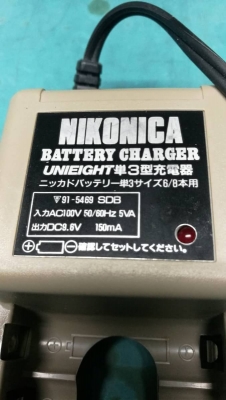 NIKONICA
BATTERY CHARGER
UNIEIGHT単3型充電器
ニッカドバッテリー単3サイズ6/8本用
〒91-5469 SDB
入力AC100V 50/60Hz 5VA
出力DC9.6V 150mA
⊕ ⊖確認してセットしてください。